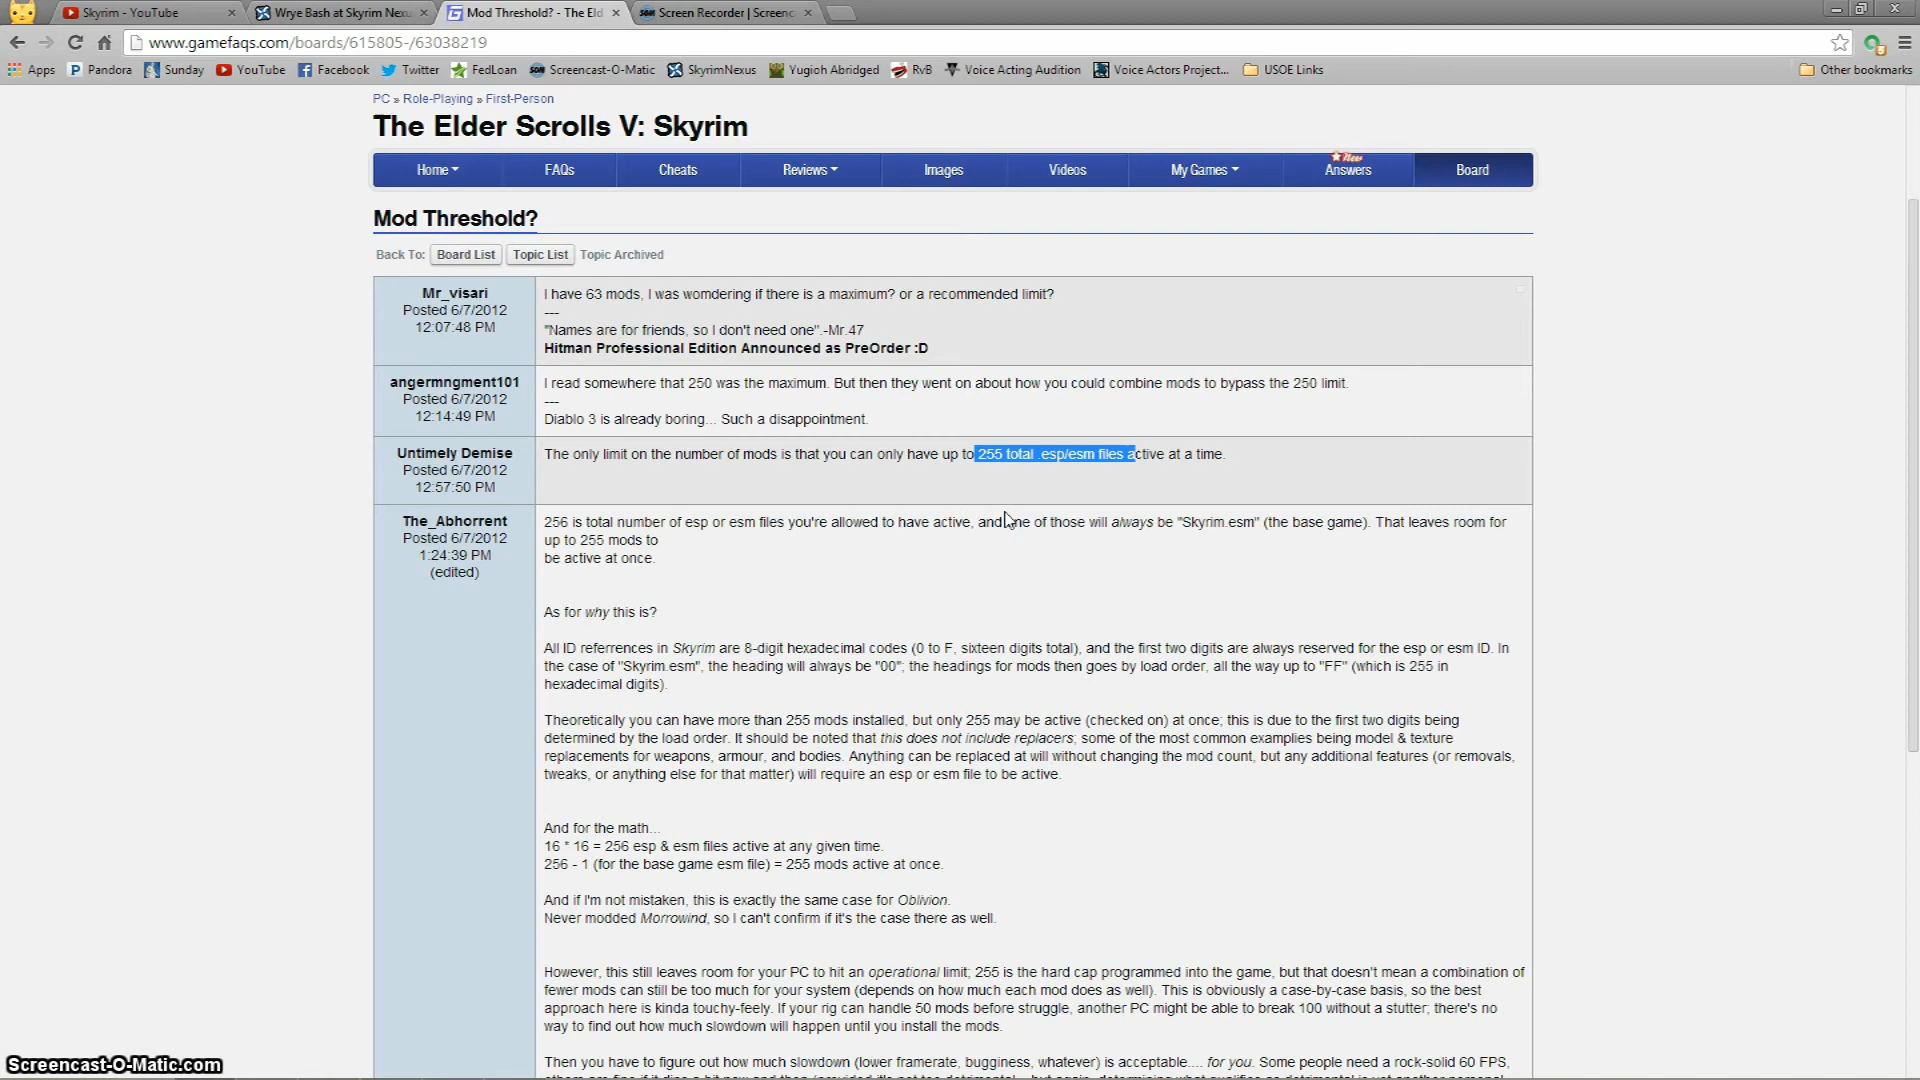 Skyrim - YouTube
Wrye Bash at Skyrim Nexu
Mod Threshold? - The Eld
Screen Recorder | Screenc
www.gamefaqs.com/boards/615805-/63038219
Apps Pandora Sunday YouTube Facebook Twitter FedLoan Screencast-O-Matic SkyrimNexus Yugioh Abridged RvB Voice Acting Audition Voice Actors Project... USOE Links Other bookmarks
PC » Role-Playing » First-Person
The Elder Scrolls V: Skyrim
Home FAQs Cheats Reviews Images Videos My Games New Answers Board
Mod Threshold?
Back To: Board List Topic List Topic Archived
Mr_visari
Posted 6/7/2012
12:07:48 PM
I have 63 mods, I was womdering if there is a maximum? or a recommended limit?
---
"Names are for friends, so I don't need one".-Mr.47
Hitman Professional Edition Announced as PreOrder :D
angermngment101
Posted 6/7/2012
12:14:49 PM
I read somewhere that 250 was the maximum. But then they went on about how you could combine mods to bypass the 250 limit.
---
Diablo 3 is already boring... Such a disappointment.
Untimely Demise
Posted 6/7/2012
12:57:50 PM
The only limit on the number of mods is that you can only have up to 255 total .esp/esm files active at a time.
The_Abhorrent
Posted 6/7/2012
1:24:39 PM
(edited)
256 is total number of esp or esm files you're allowed to have active, and one of those will always be "Skyrim.esm" (the base game). That leaves room for
up to 255 mods to
be active at once.
As for why this is?
All ID referrences in Skyrim are 8-digit hexadecimal codes (0 to F, sixteen digits total), and the first two digits are always reserved for the esp or esm ID. In
the case of "Skyrim.esm", the heading will always be "00"; the headings for mods then goes by load order, all the way up to "FF" (which is 255 in
hexadecimal digits).
Theoretically you can have more than 255 mods installed, but only 255 may be active (checked on) at once; this is due to the first two digits being
determined by the load order. It should be noted that this does not include replacers; some of the most common examples being model & texture
replacements for weapons, armour, and bodies. Anything can be replaced at will without changing the mod count, but any additional features (or removals,
tweaks, or anything else for that matter) will require an esp or esm file to be active.
And for the math...
16 * 16 = 256 esp & esm files active at any given time.
256 - 1 (for the base game esm file) = 255 mods active at once.
And if I'm not mistaken, this is exactly the same case for Oblivion.
Never modded Morrowind, so I can't confirm if it's the case there as well.
However, this still leaves room for your PC to hit an operational limit; 255 is the hard cap programmed into the game, but that doesn't mean a combination of
fewer mods can still be too much for your system (depends on how much each mod does as well). This is obviously a case-by-case basis, so the best
approach here is kinda touchy-feely. If your rig can handle 50 mods before struggle, another PC might be able to break 100 without a stutter; there's no
way to find out how much slowdown will happen until you install the mods.
Then you have to figure out how much slowdown (lower framerate, bugginess, whatever) is acceptable.... for you. Some people need a rock-solid 60 FPS,
Screencast-O-Matic.com